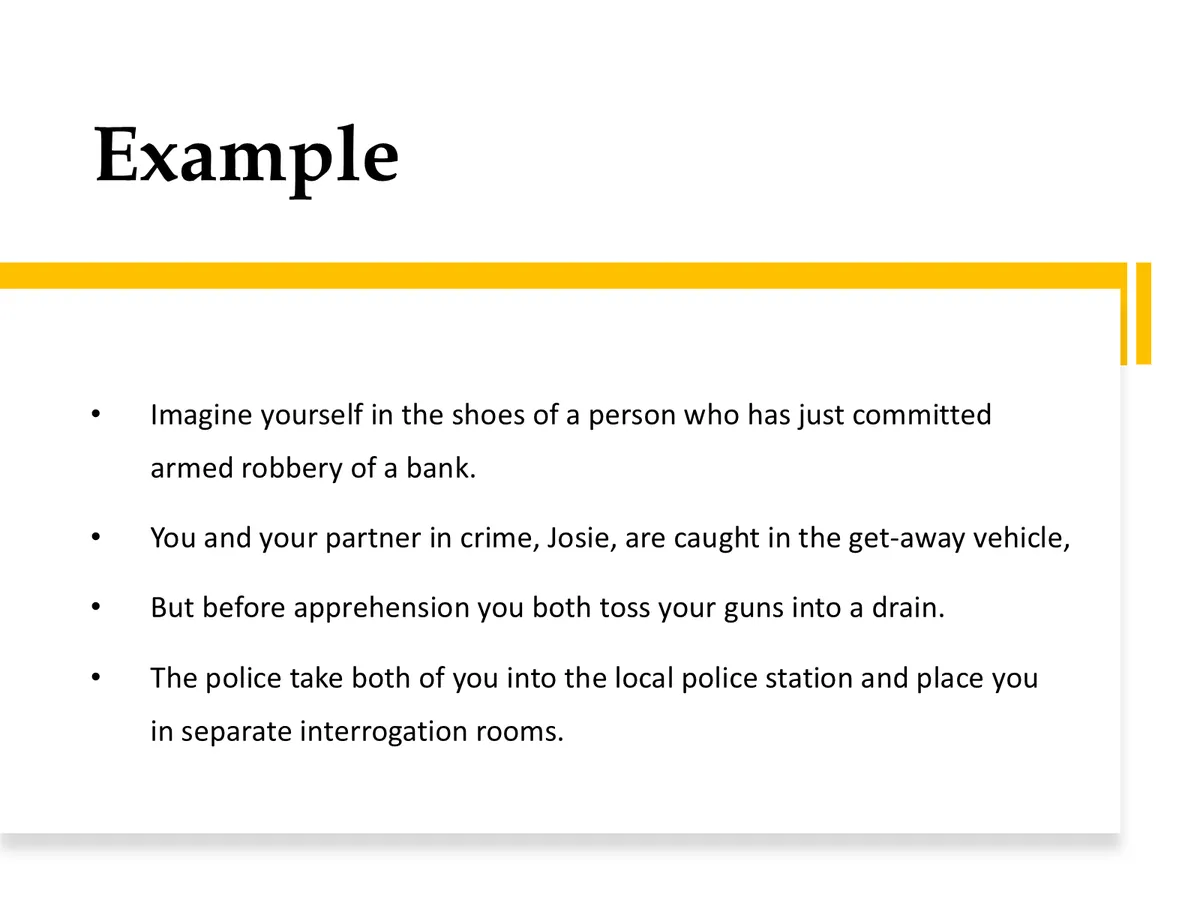 Example
• Imagine yourself in the shoes of a person who has just committed
armed robbery of a bank.
• You and your partner in crime, Josie, are caught in the get-away vehicle,
• But before apprehension you both toss your guns into a drain.
• The police take both of you into the local police station and place you
in separate interrogation rooms.